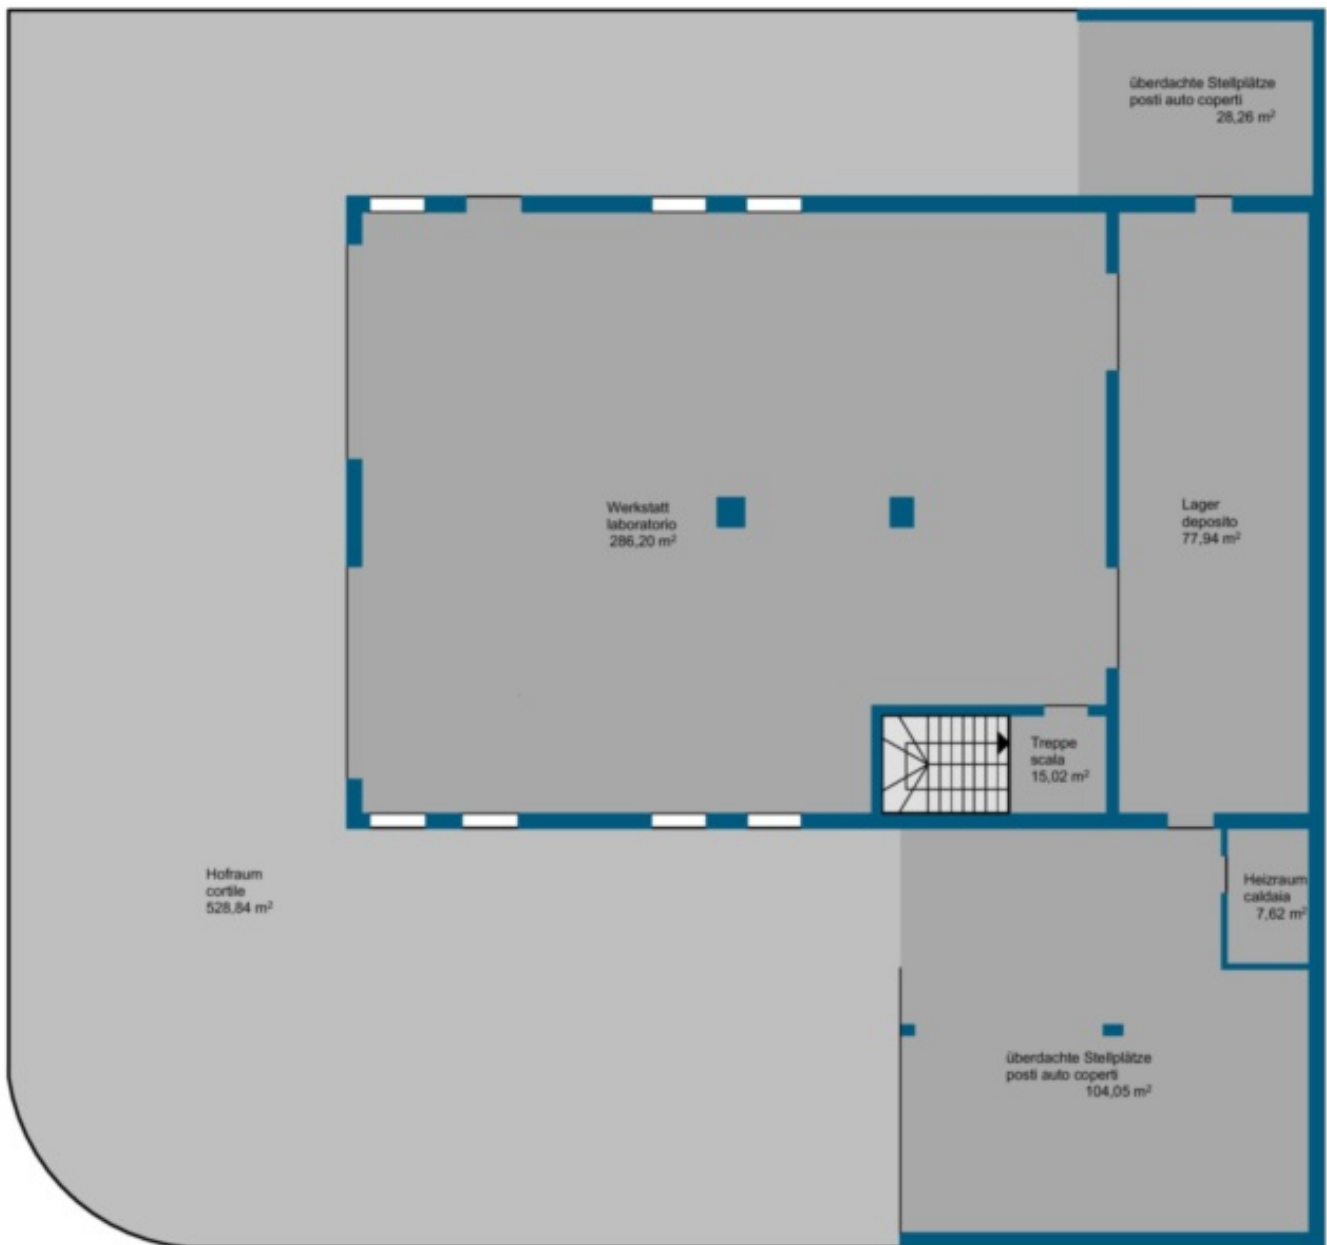 überdachte Stellplätze
posti auto coperti
28,26 m²
Werkstatt
laboratorio
286,20 m²
Lager
deposito
77,94 m²
Treppe
scala
15,02 m²
Hofraum
cortile
528,84 m²
Heizraum
caldaia
7,62 m²
überdachte Stellplätze
posti auto coperti
104,05 m²